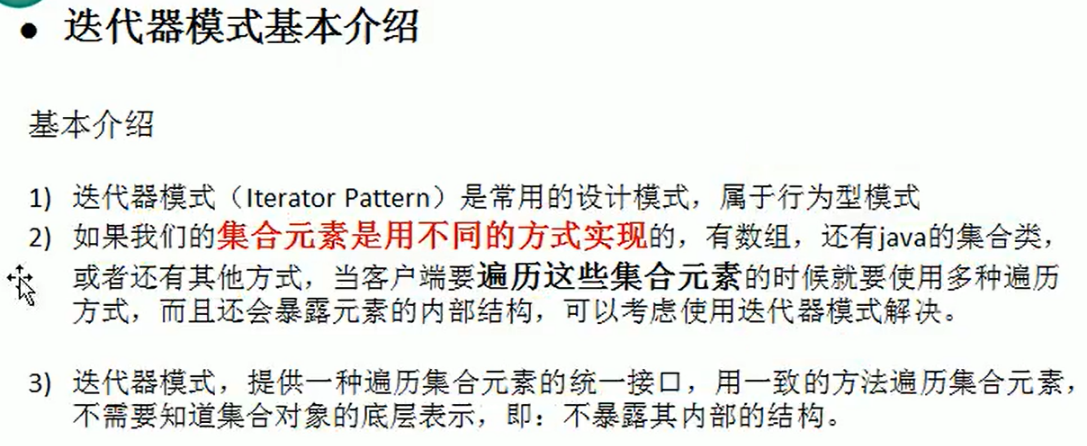 ● 迭代器模式基本介绍
基本介绍
1) 迭代器模式（Iterator Pattern）是常用的设计模式，属于行为型模式
2) 如果我们的集合元素是用不同的方式实现的，有数组，还有java的集合类，
或者还有其他方式，当客户端要遍历这些集合元素的时候就要使用多种遍历
方式，而且还会暴露元素的内部结构，可以考虑使用迭代器模式解决。
3) 迭代器模式，提供一种遍历集合元素的统一接口，用一致的方法遍历集合元素，
不需要知道集合对象的底层表示，即：不暴露其内部的结构。